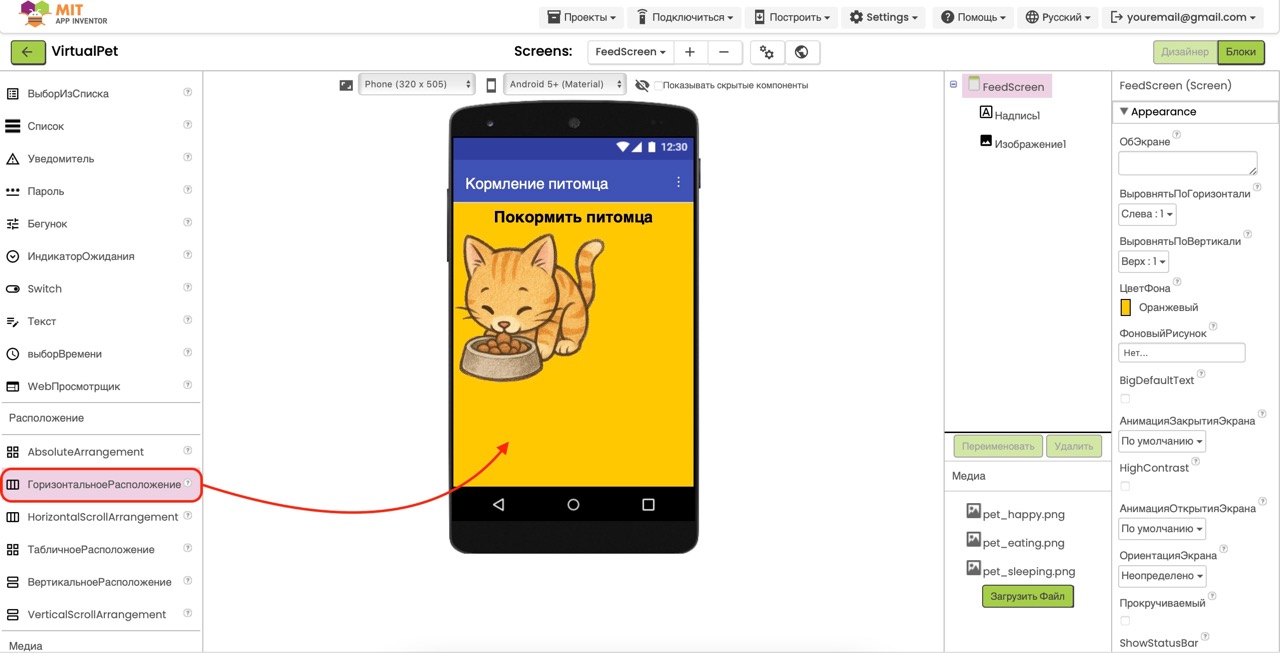 MIT
APP INVENTOR
Проекты
Подключиться
Построить
Settings
Помощь
Русский
youremail@gmail.com
VirtualPet
Screens:
FeedScreen
Дизайнер
Блоки
ВыборИзСписка
Список
Уведомитель
Пароль
Бегунок
ИндикаторОжидания
Switch
Текст
выборВремени
WebПросмотрщик
Расположение
AbsoluteArrangement
ГоризонтальноеРасположение
HorizontalScrollArrangement
ТабличноеРасположение
ВертикальноеРасположение
VerticalScrollArrangement
Медиа
Phone (320 x 505)
Android 5+ (Material)
Показывать скрытые компоненты
12:30
Кормление питомца
Покормить питомца
FeedScreen
Надпись1
Изображение1
Переименовать
Удалить
Медиа
pet_happy.png
pet_eating.png
pet_sleeping.png
Загрузить Файл
FeedScreen (Screen)
Appearance
ОбЭкране
ВыровнятьПоГоризонтали
Слева : 1
ВыровнятьПоВертикали
Верх : 1
ЦветФона
Оранжевый
ФоновыйРисунок
Нет...
BigDefaultText
АнимацияЗакрытияЭкрана
По умолчанию
HighContrast
АнимацияОткрытияЭкрана
По умолчанию
ОриентацияЭкрана
Неопределено
Прокручиваемый
ShowStatusBar